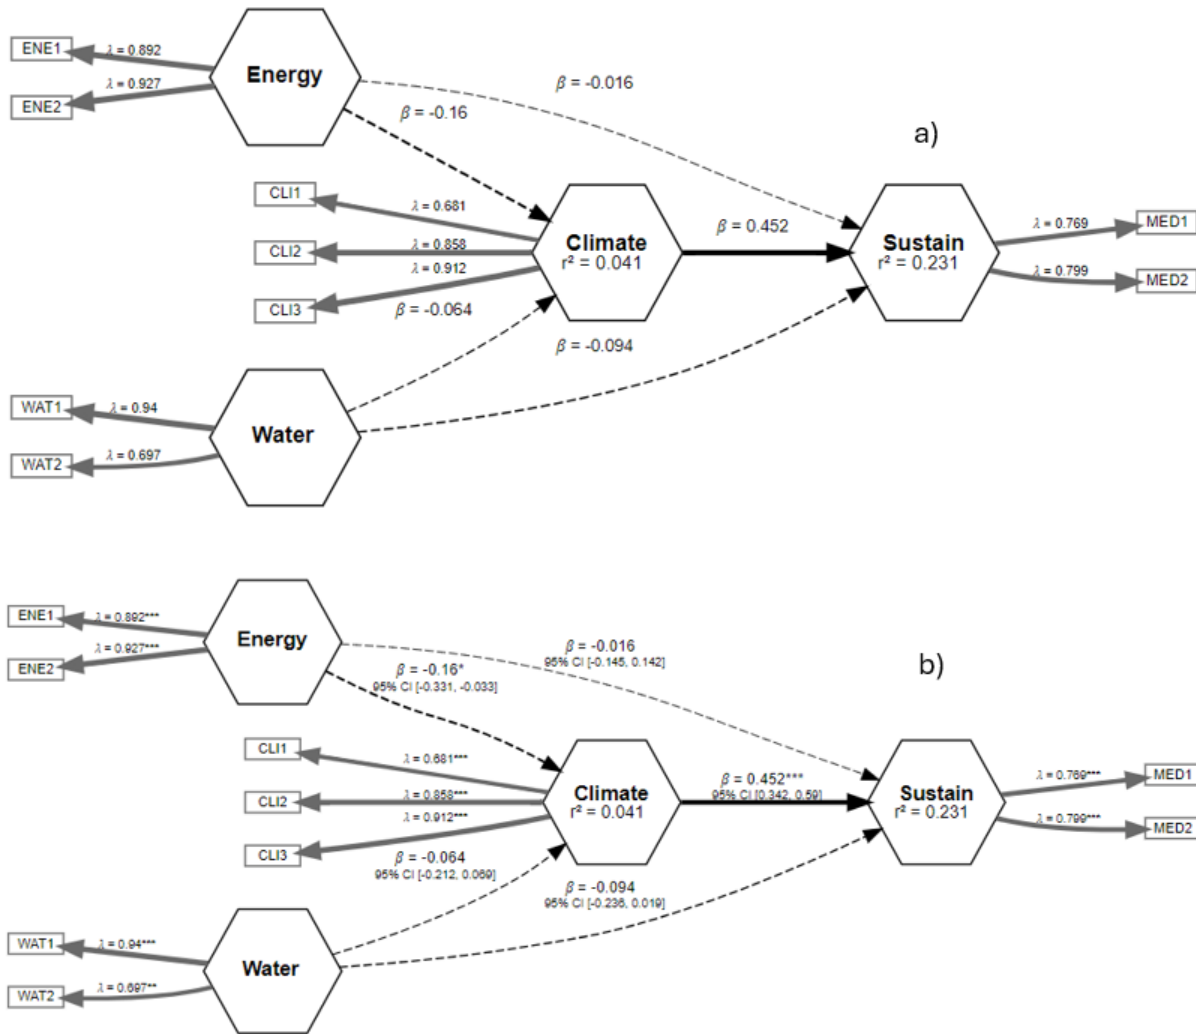 ENE1
λ = 0.892
Energy
ENE2
λ = 0.927
β = -0.016
β = -0.16
a)
CLI1
λ = 0.681
CLI2
λ = 0.858
Climate
r² = 0.041
β = 0.452
Sustain
r² = 0.231
λ = 0.769
MED1
λ = 0.912
λ = 0.799
MED2
CLI3
β = -0.064
β = -0.094
WAT1
λ = 0.94
Water
WAT2
λ = 0.697
ENE1
λ = 0.892***
Energy
ENE2
λ = 0.927***
β = -0.016
95% CI [-0.145, 0.142]
β = -0.16*
95% CI [-0.331, -0.033]
b)
CLI1
λ = 0.681***
CLI2
λ = 0.858***
Climate
r² = 0.041
β = 0.452***
95% CI [0.342, 0.59]
Sustain
r² = 0.231
λ = 0.769***
MED1
λ = 0.912***
λ = 0.799***
MED2
CLI3
β = -0.064
95% CI [-0.212, 0.069]
β = -0.094
95% CI [-0.236, 0.019]
WAT1
λ = 0.94***
Water
WAT2
λ = 0.697**